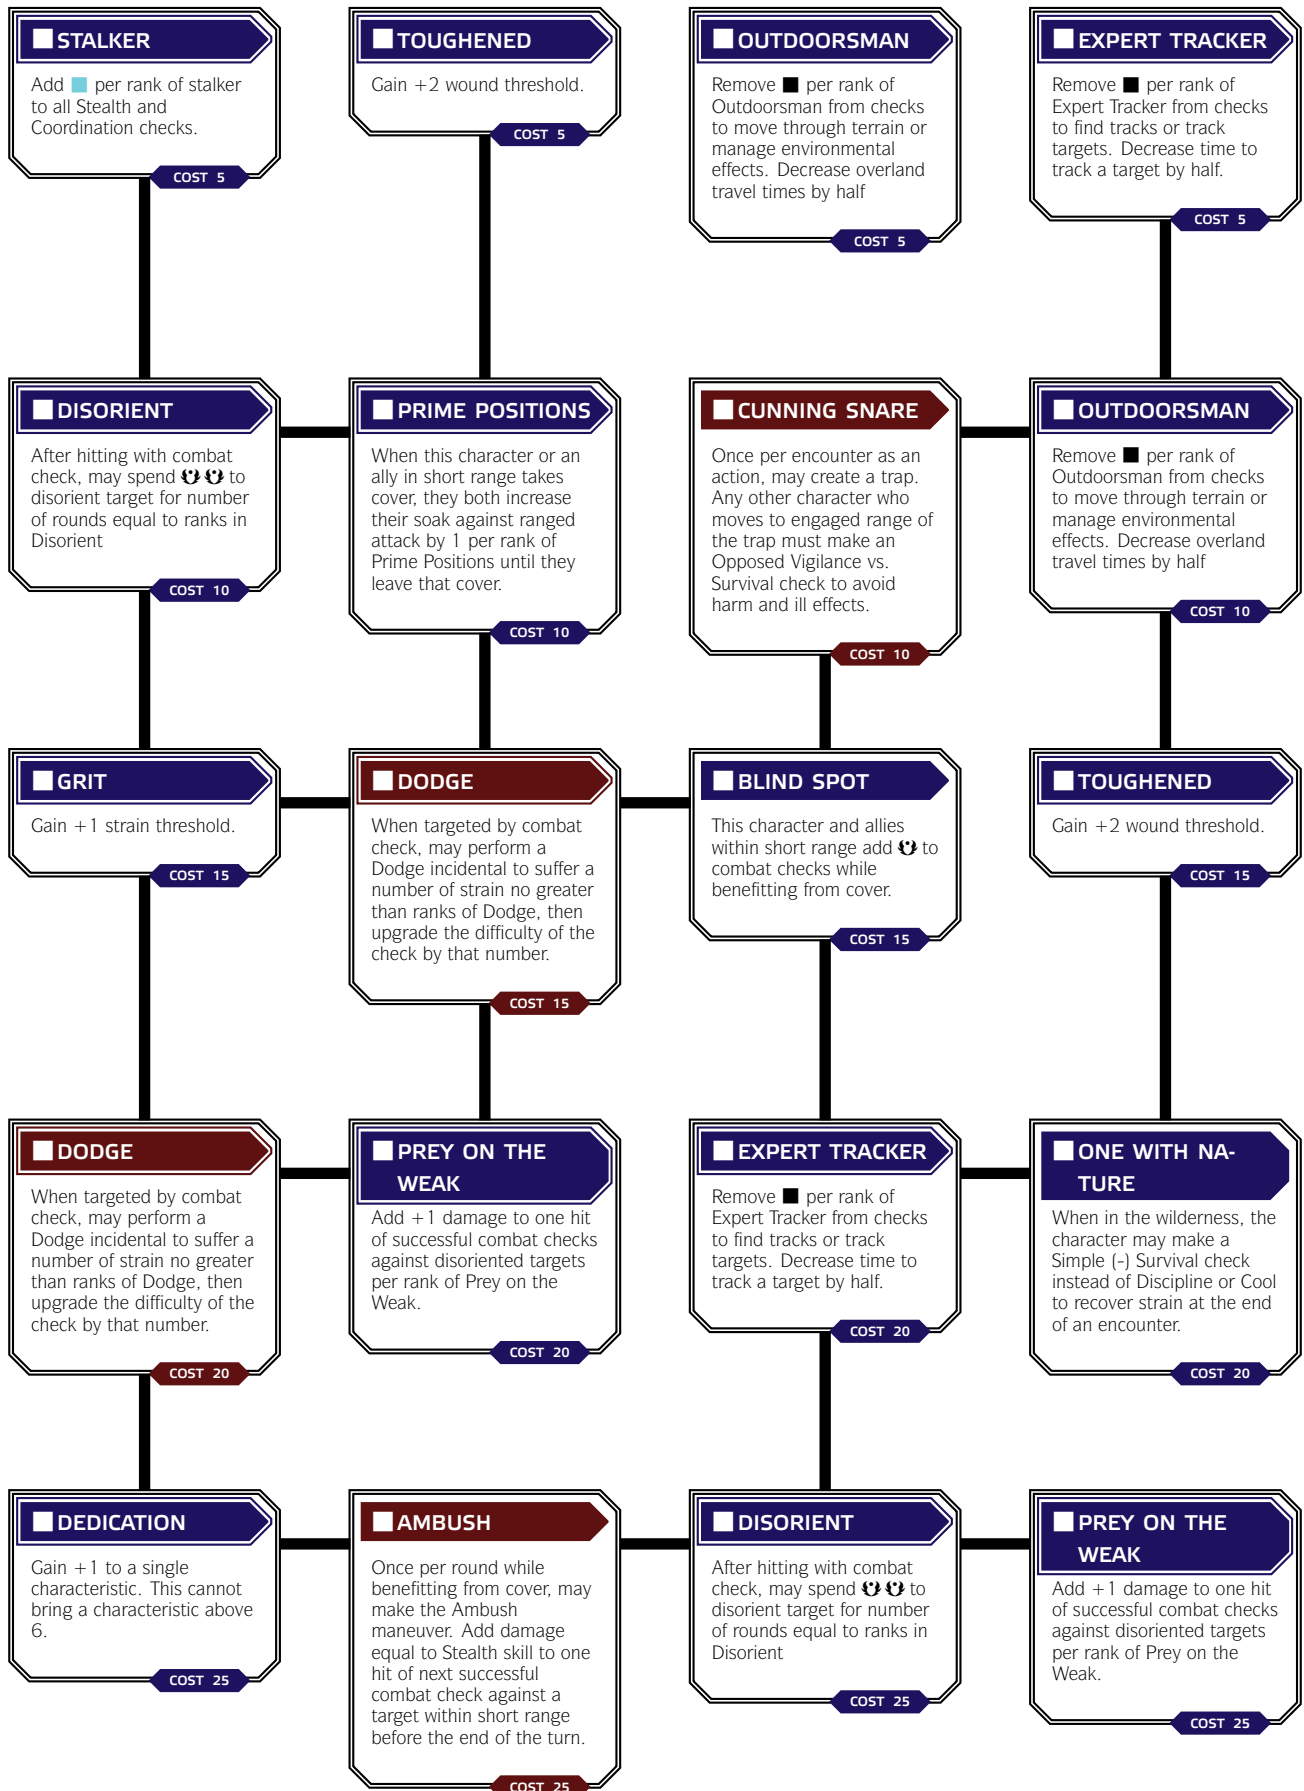 STALKER
Add per rank of stalker
to all Stealth and
Coordination checks.
COST 5
TOUGHENED
Gain +2 wound threshold.
COST 5
OUTDOORSMAN
Remove per rank of
Outdoorsman from checks
to move through terrain or
manage environmental
effects. Decrease overland
travel times by half
COST 5
EXPERT TRACKER
Remove per rank of
Expert Tracker from checks
to find tracks or track
targets. Decrease time to
track a target by half.
COST 5
DISORIENT
After hitting with combat
check, may spend to
disorient target for number
of rounds equal to ranks in
Disorient
COST 10
PRIME POSITIONS
When this character or an
ally in short range takes
cover, they both increase
their soak against ranged
attack by 1 per rank of
Prime Positions until they
leave that cover.
COST 10
CUNNING SNARE
Once per encounter as an
action, may create a trap.
Any other character who
moves to engaged range of
the trap must make an
Opposed Vigilance vs.
Survival check to avoid
harm and ill effects.
COST 10
OUTDOORSMAN
Remove per rank of
Outdoorsman from checks
to move through terrain or
manage environmental
effects. Decrease overland
travel times by half
COST 10
GRIT
Gain +1 strain threshold.
COST 15
DODGE
When targeted by combat
check, may perform a
Dodge incidental to suffer a
number of strain no greater
than ranks of Dodge, then
upgrade the difficulty of the
check by that number.
COST 15
BLIND SPOT
This character and allies
within short range add to
combat checks while
benefitting from cover.
COST 15
TOUGHENED
Gain +2 wound threshold.
COST 15
DODGE
When targeted by combat
check, may perform a
Dodge incidental to suffer a
number of strain no greater
than ranks of Dodge, then
upgrade the difficulty of the
check by that number.
COST 20
PREY ON THE
WEAK
Add +1 damage to one hit
of successful combat checks
against disoriented targets
per rank of Prey on the
Weak.
COST 20
EXPERT TRACKER
Remove per rank of
Expert Tracker from checks
to find tracks or track
targets. Decrease time to
track a target by half.
COST 20
ONE WITH NA-
TURE
When in the wilderness, the
character may make a
Simple (-) Survival check
instead of Discipline or Cool
to recover strain at the end
of an encounter.
COST 20
DEDICATION
Gain +1 to a single
characteristic. This cannot
bring a characteristic above
6.
COST 25
AMBUSH
Once per round while
benefitting from cover, may
make the Ambush
maneuver. Add damage
equal to Stealth skill to one
hit of next successful
combat check against a
target within short range
before the end of the turn.
COST 25
DISORIENT
After hitting with combat
check, may spend to
disorient target for number
of rounds equal to ranks in
Disorient
COST 25
PREY ON THE
WEAK
Add +1 damage to one hit
of successful combat checks
against disoriented targets
per rank of Prey on the
Weak.
COST 25